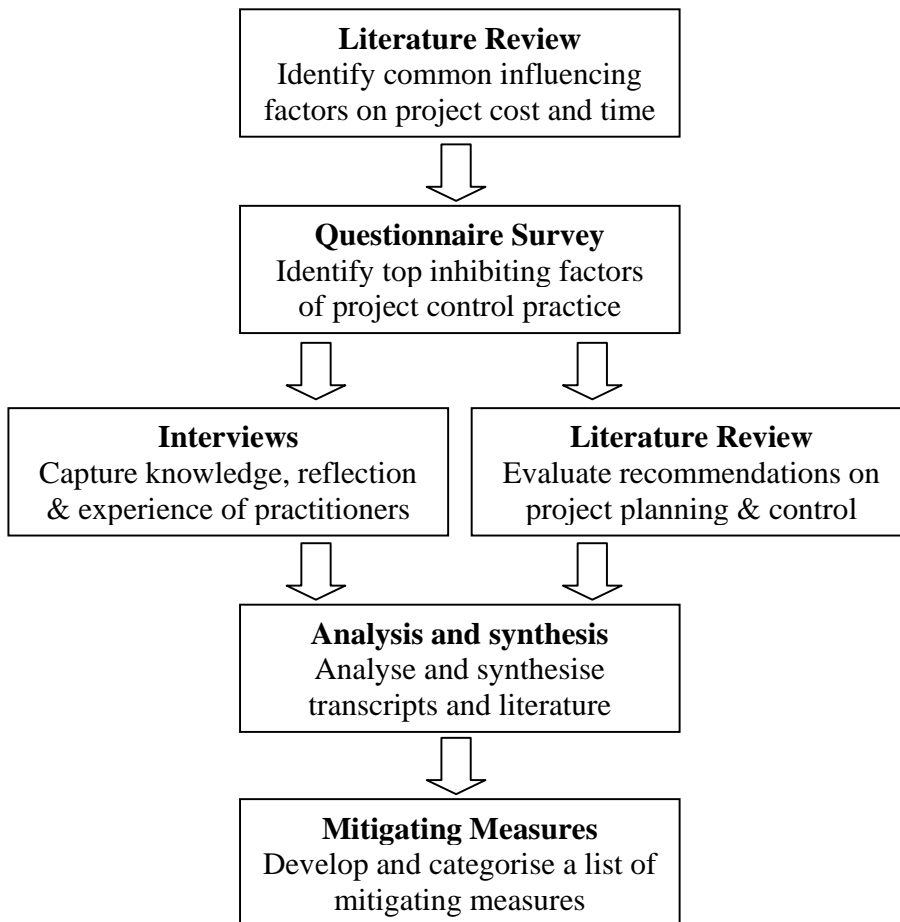 Literature Review
Identify common influencing
factors on project cost and time
Questionnaire Survey
Identify top inhibiting factors
of project control practice
Interviews
Capture knowledge, reflection
& experience of practitioners
Literature Review
Evaluate recommendations on
project planning & control
Analysis and synthesis
Analyse and synthesise
transcripts and literature
Mitigating Measures
Develop and categorise a list of
mitigating measures